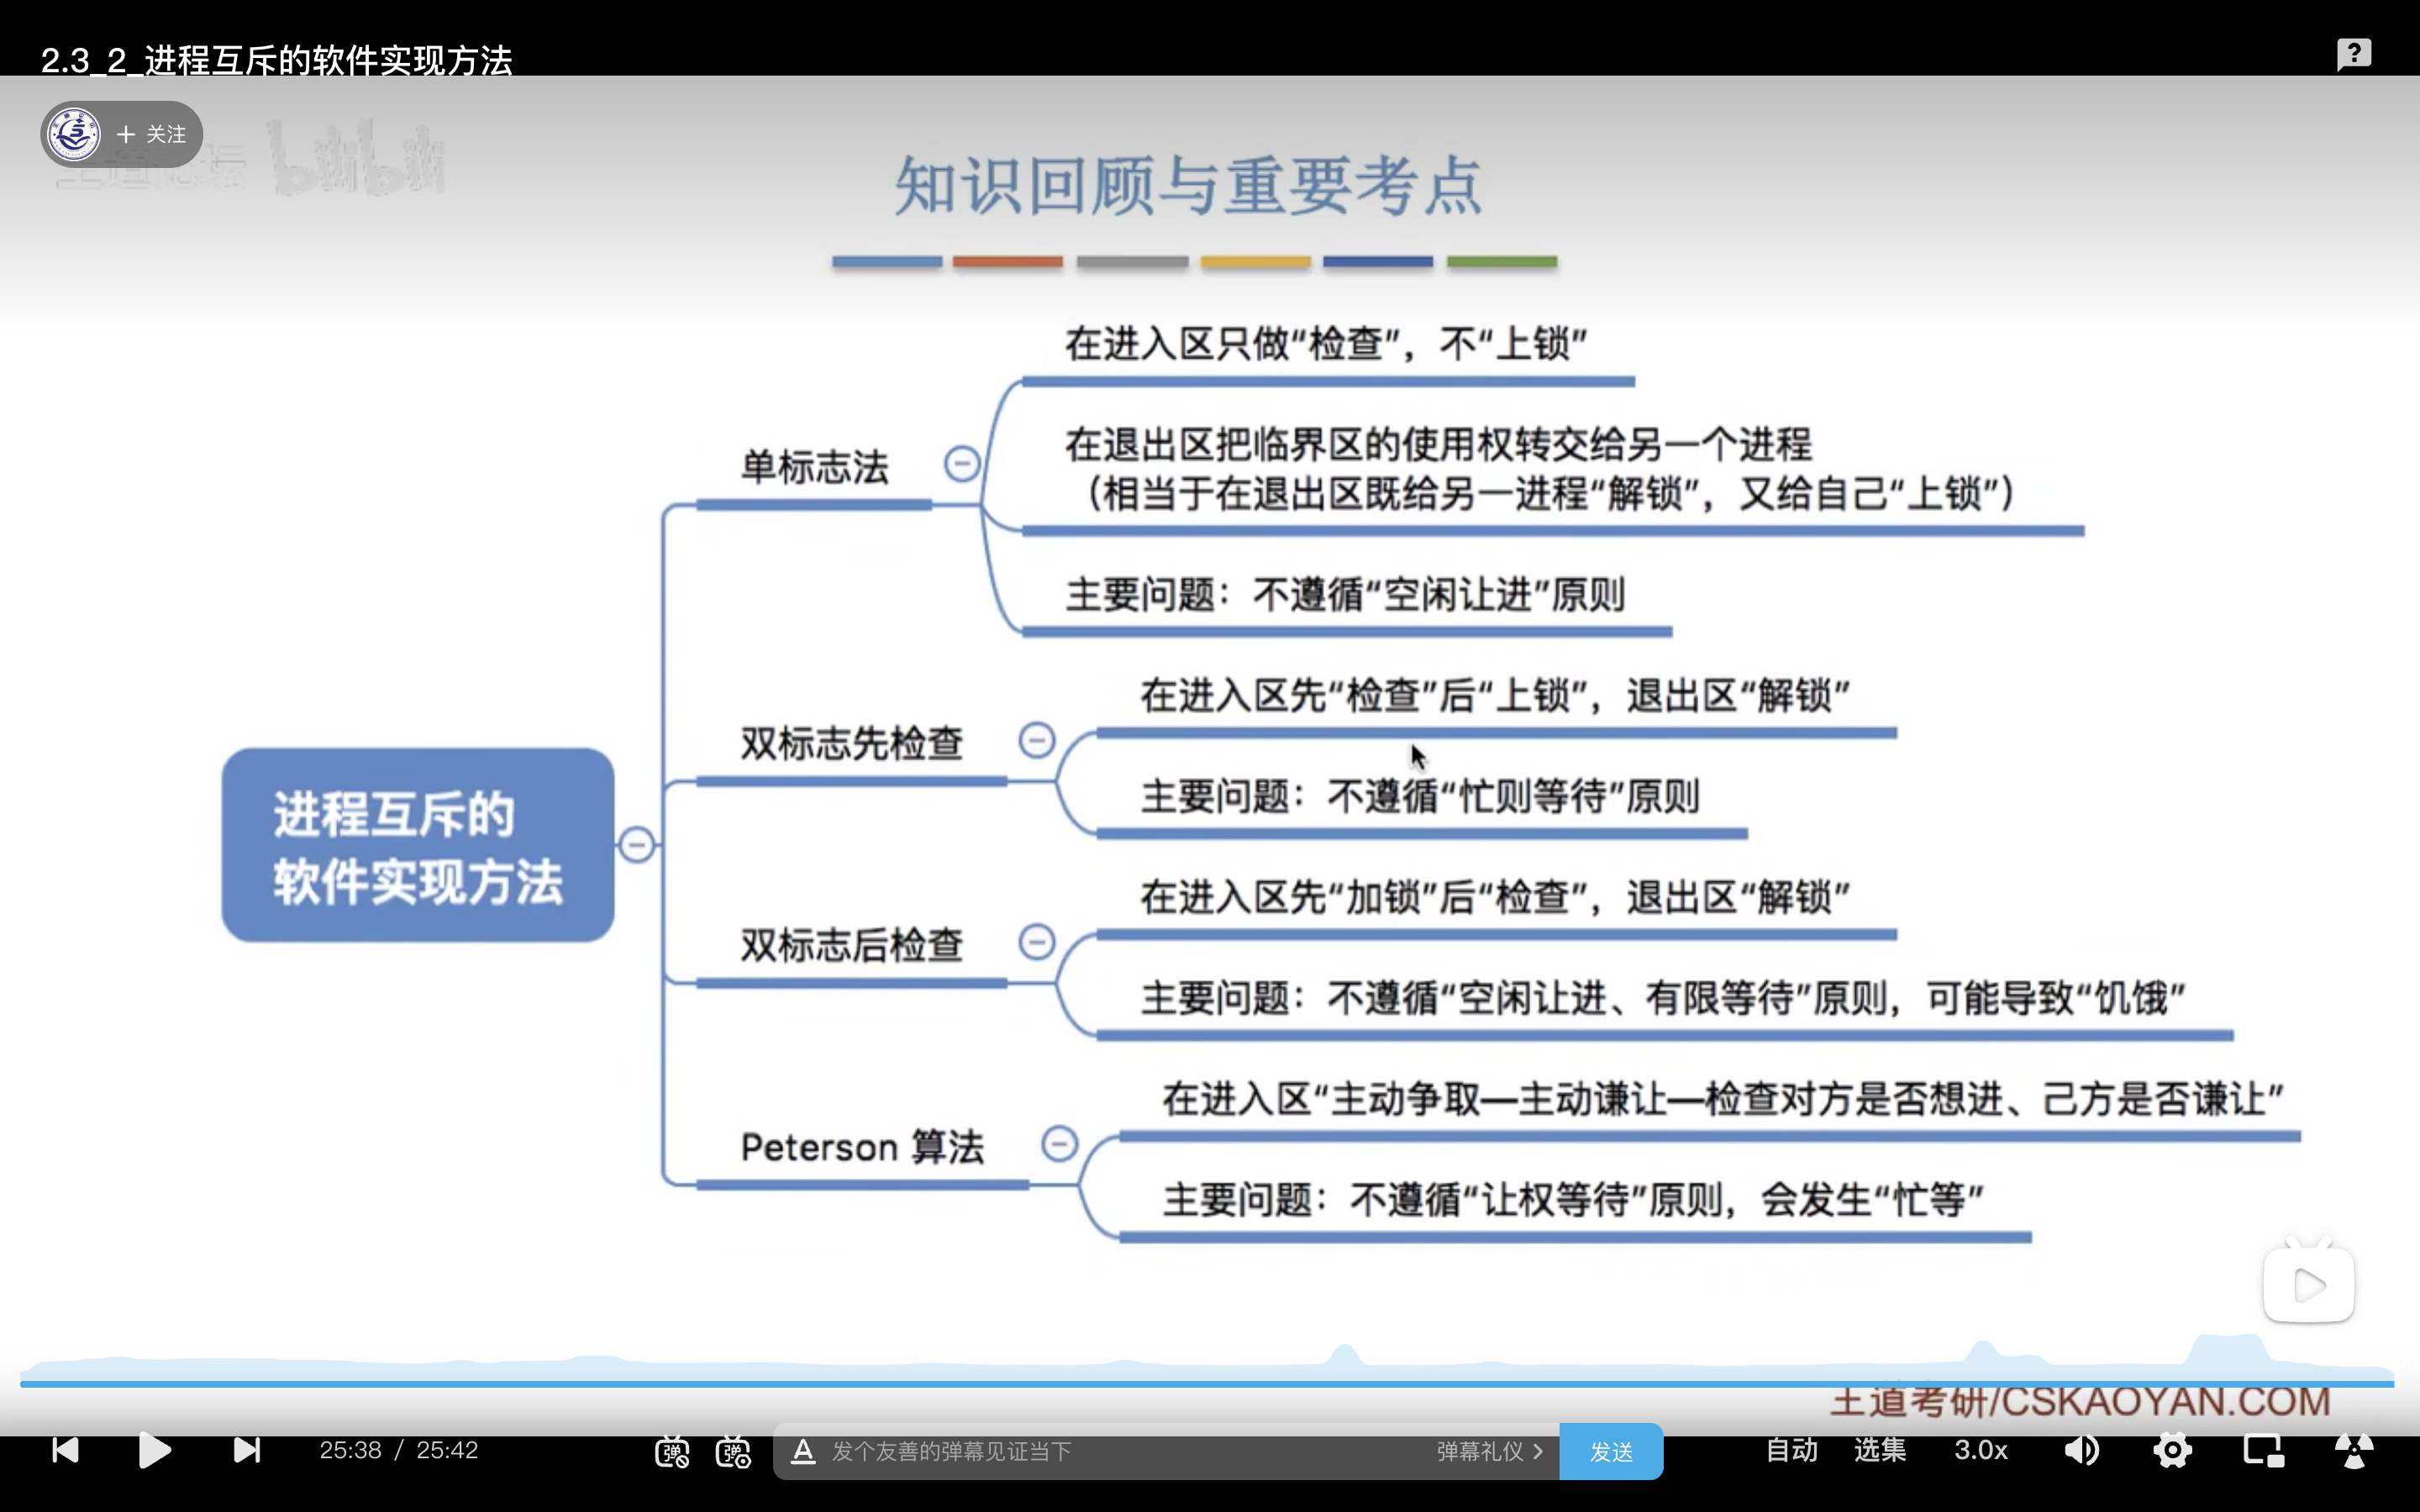 2.3_2_进程互斥的软件实现方法
+ 关注
bilibili
知识回顾与重要考点
在进入区只做“检查”，不“上锁”
单标志法
在退出区把临界区的使用权转交给另一个进程
（相当于在退出区既给另一进程“解锁”，又给自己“上锁”）
主要问题：不遵循“空闲让进”原则
在进入区先“检查”后“上锁”，退出区“解锁”
双标志先检查
主要问题：不遵循“忙则等待”原则
进程互斥的
软件实现方法
在进入区先“加锁”后“检查”，退出区“解锁”
双标志后检查
主要问题：不遵循“空闲让进、有限等待”原则，可能导致“饥饿”
在进入区“主动争取—主动谦让—检查对方是否想进、己方是否谦让”
Peterson 算法
主要问题：不遵循“让权等待”原则，会发生“忙等”
王道考研/CSKAOYAN.COM
25:38 / 25:42
弹
弹
A
发个友善的弹幕见证当下
弹幕礼仪 >
发送
自动
选集
3.0x